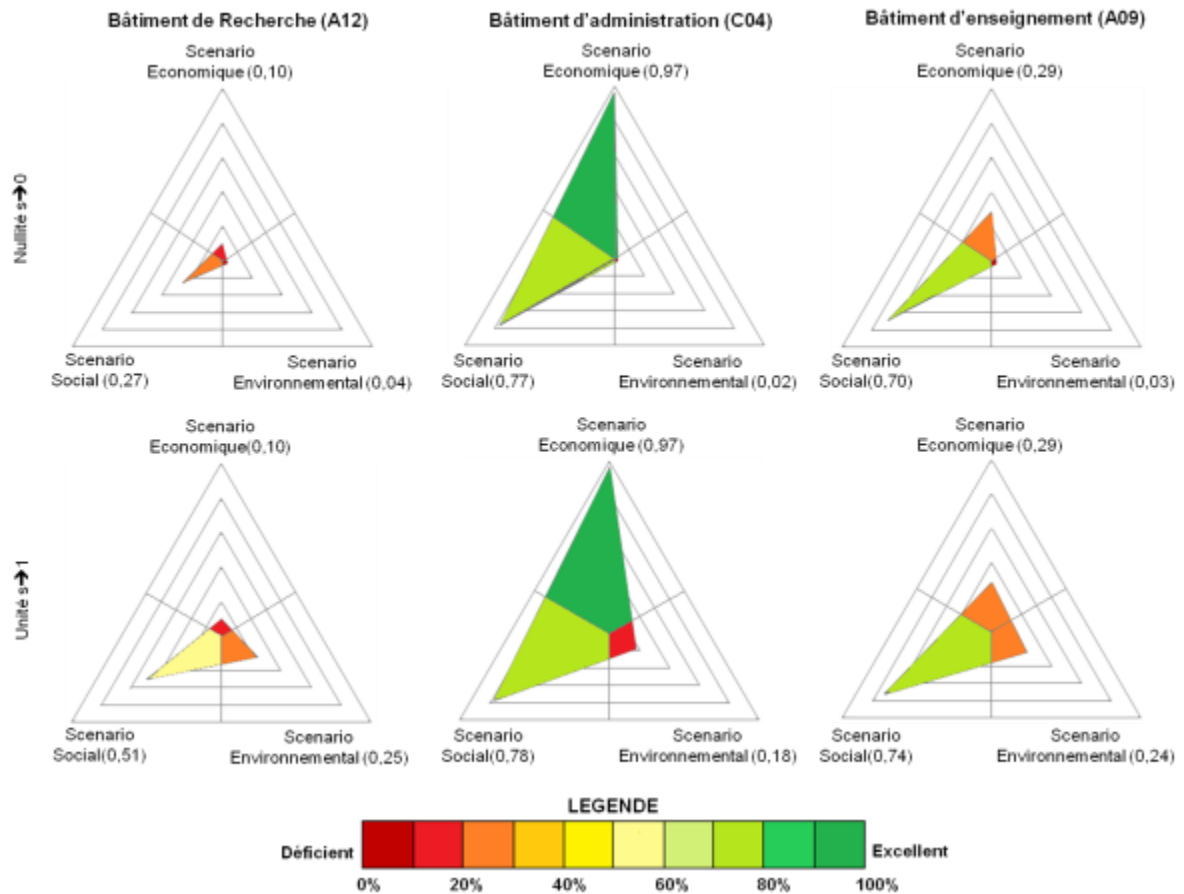 Bâtiment de Recherche (A12)
Bâtiment d'administration (C04)
Bâtiment d'enseignement (A09)
Nullité s➔0
Scenario
Economique (0,10)
Scenario
Social (0,27)
Scenario
Environnemental (0,04)
Scenario
Economique (0,97)
Scenario
Social(0,77)
Scenario
Environnemental (0,02)
Scenario
Economique (0,29)
Scenario
Social(0,70)
Scenario
Environnemental (0,03)
Unité s➔1
Scenario
Economique(0,10)
Scenario
Social(0,51)
Scenario
Environnemental (0,25)
Scenario
Economique (0,97)
Scenario
Social(0,78)
Scenario
Environnemental (0,18)
Scenario
Economique (0,29)
Scenario
Social(0,74)
Scenario
Environnemental (0,24)
LEGENDE
Déficient
Excellent
0% 20% 40% 60% 80% 100%